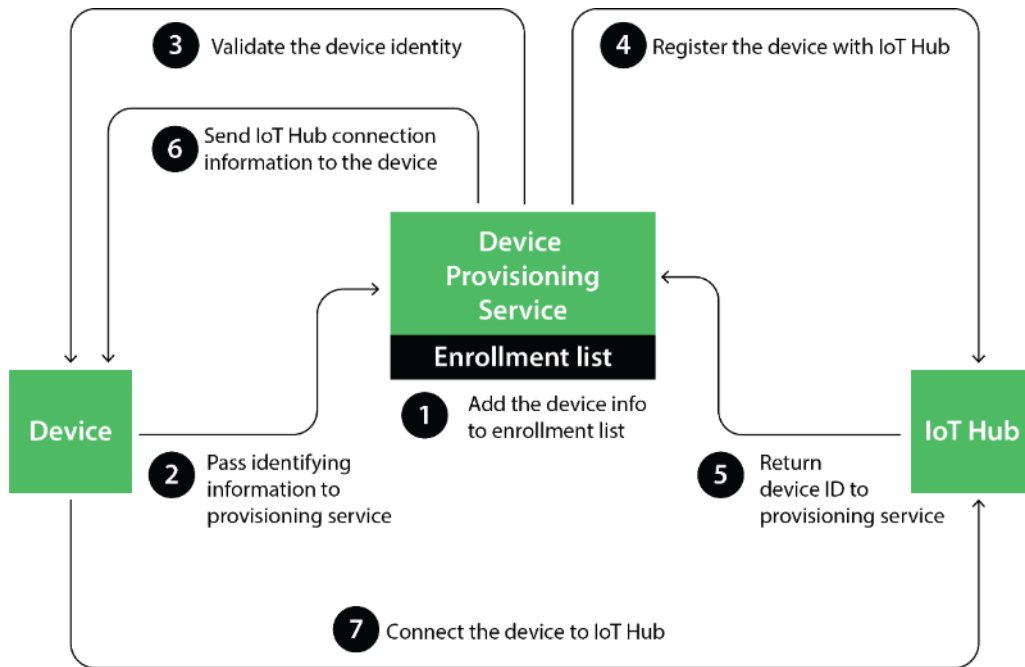 3 Validate the device identity
4 Register the device with IoT Hub
6 Send IoT Hub connection
information to the device
Device
Provisioning
Service
Enrollment list
1 Add the device info
to enrollment list
Device
IoT Hub
2 Pass identifying
information to
provisioning service
5 Return
device ID to
provisioning service
7 Connect the device to IoT Hub